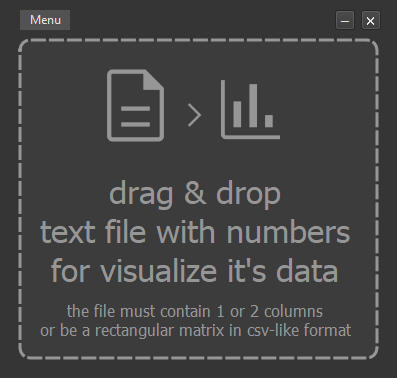 Menu
drag & drop
text file with numbers
for visualize it's data
the file must contain 1 or 2 columns
or be a rectangular matrix in csv-like format